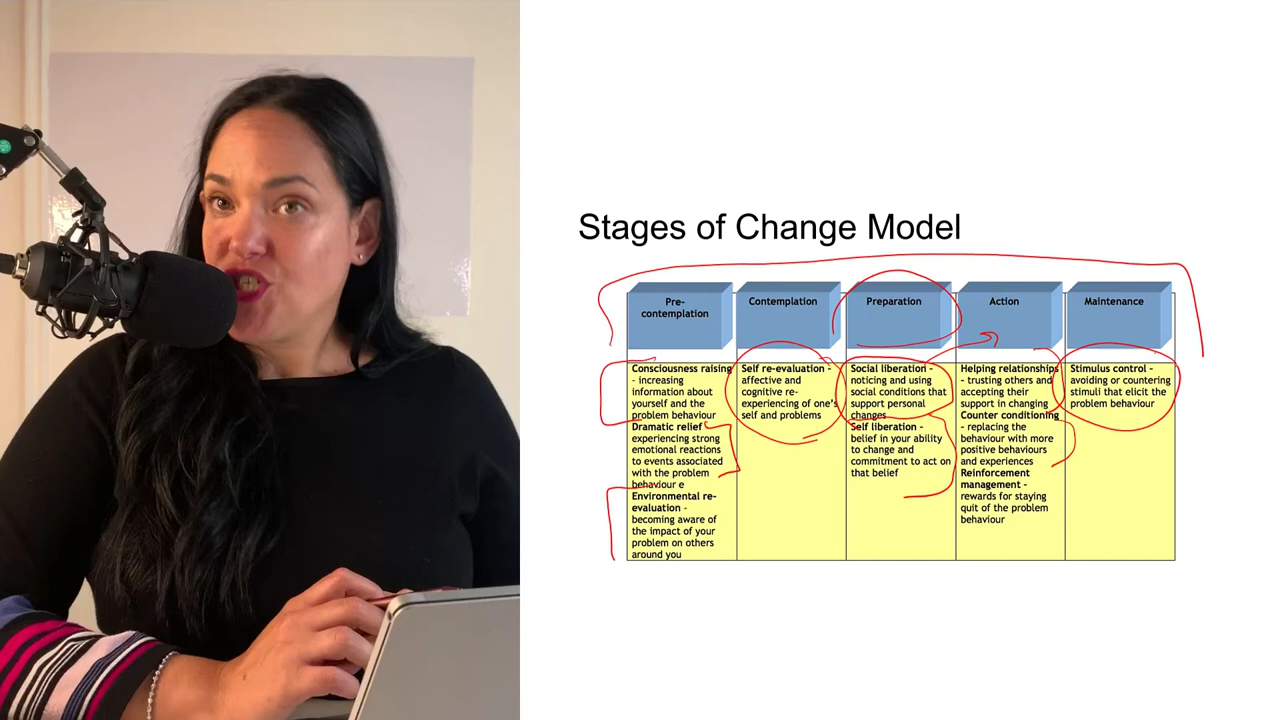 Stages of Change Model
Pre-
contemplation
Contemplation
Preparation
Action
Maintenance
Consciousness raising
- increasing
information about
yourself and the
problem behaviour
Dramatic relief -
experiencing strong
emotional reactions
to events associated
with the problem
behaviour e
Environmental re-
evaluation -
becoming aware of
the impact of your
problem on others
around you
Self re-evaluation -
affective and
cognitive re-
experiencing of one's
self and problems
Social liberation -
noticing and using
social conditions that
support personal
changes
Self liberation -
belief in your ability
to change and
commitment to act on
that belief
Helping relationships
- trusting others and
accepting their
support in changing
Counter conditioning
- replacing the
behaviour with more
positive behaviours
and experiences
Reinforcement
management -
rewards for staying
quit of the problem
behaviour
Stimulus control -
avoiding or countering
stimuli that elicit the
problem behaviour